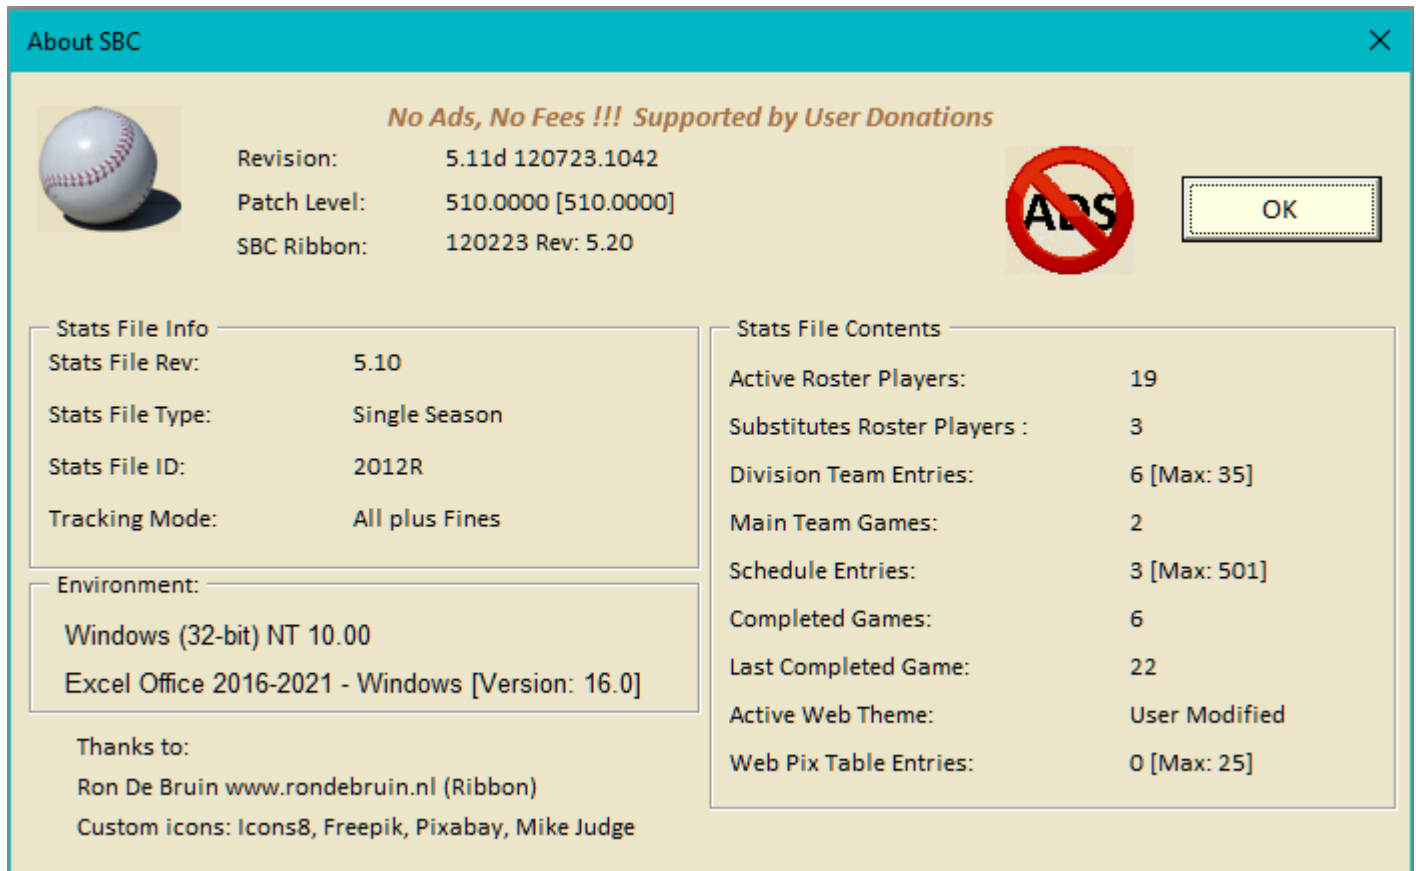 About SBC
No Ads, No Fees !!! Supported by User Donations
Revision: 5.11d 120723.1042
Patch Level: 510.0000 [510.0000]
SBC Ribbon: 120223 Rev: 5.20
ADS
OK
Stats File Info
Stats File Rev: 5.10
Stats File Type: Single Season
Stats File ID: 2012R
Tracking Mode: All plus Fines
Environment:
Windows (32-bit) NT 10.00
Excel Office 2016-2021 - Windows [Version: 16.0]
Thanks to:
Ron De Bruin www.rondebruin.nl (Ribbon)
Custom icons: Icons8, Freepik, Pixabay, Mike Judge
Stats File Contents
Active Roster Players: 19
Substitutes Roster Players : 3
Division Team Entries: 6 [Max: 35]
Main Team Games: 2
Schedule Entries: 3 [Max: 501]
Completed Games: 6
Last Completed Game: 22
Active Web Theme: User Modified
Web Pix Table Entries: 0 [Max: 25]